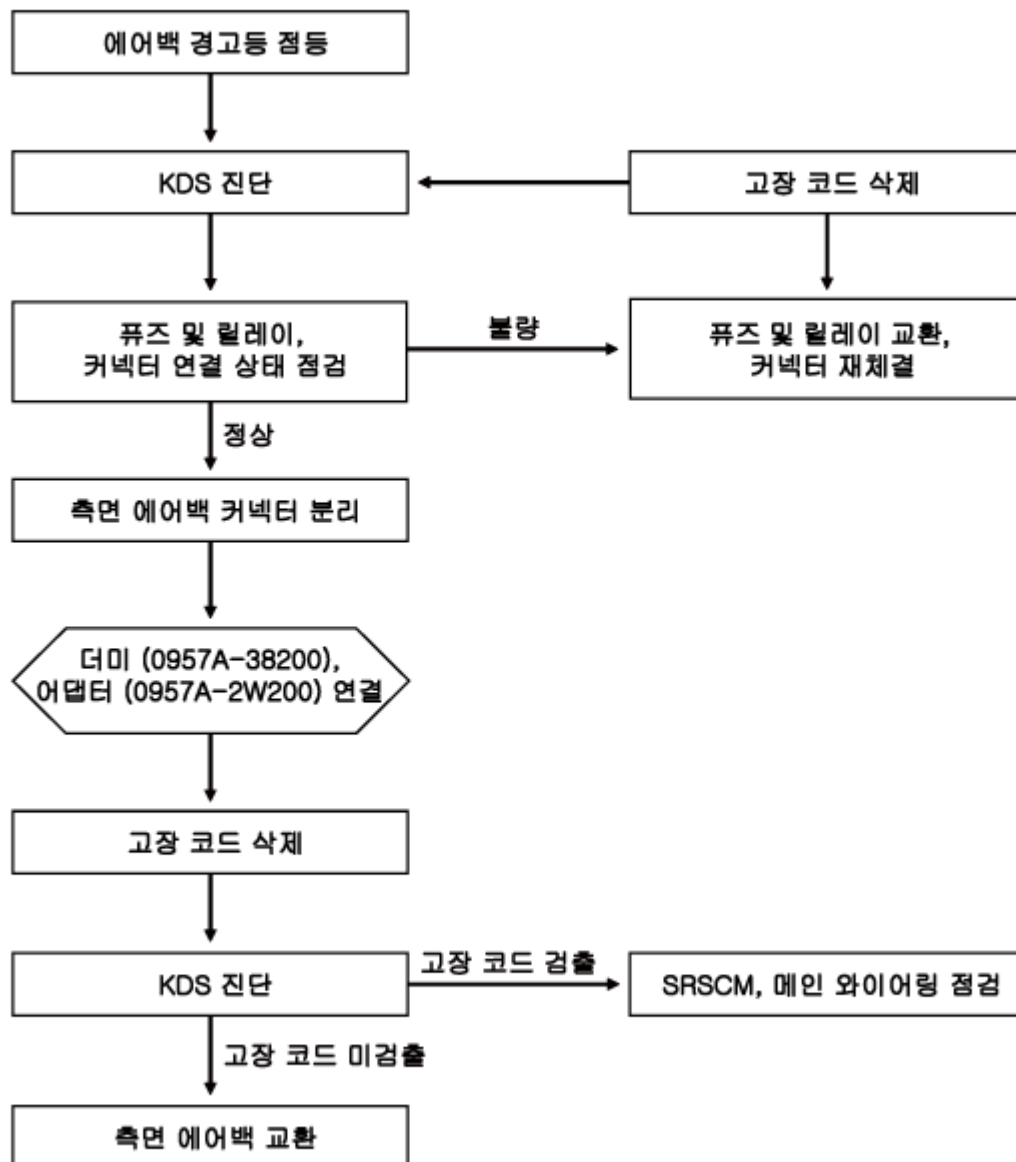 에어백 경고등 점등
KDS 진단
고장 코드 삭제
퓨즈 및 릴레이,
커넥터 연결 상태 점검
불량
퓨즈 및 릴레이 교환,
커넥터 재체결
정상
측면 에어백 커넥터 분리
더미 (0957A-38200),
어댑터 (0957A-2W200) 연결
고장 코드 삭제
KDS 진단
고장 코드 검출
SRSCM, 메인 와이어링 점검
고장 코드 미검출
측면 에어백 교환